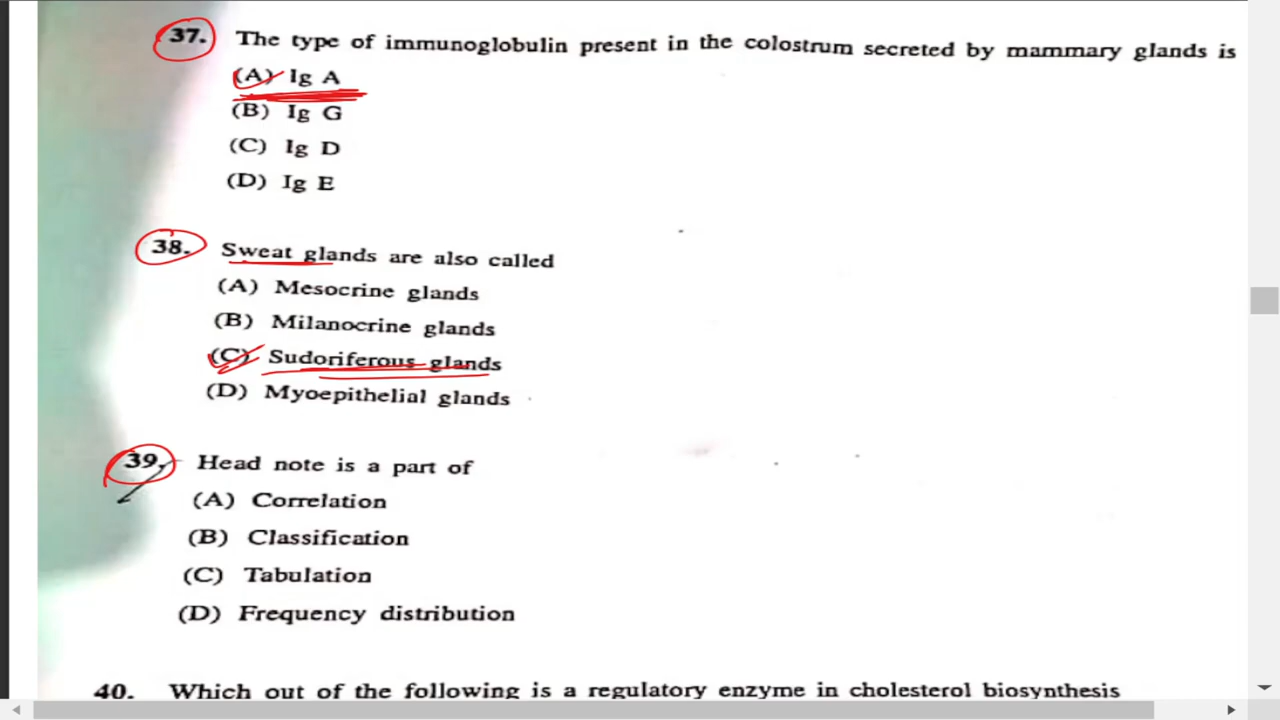 37. The type of immunoglobulin present in the colostrum secreted by mammary glands is
(A) Ig A
(B) Ig G
(C) Ig D
(D) Ig E
38. Sweat glands are also called
(A) Mesocrine glands
(B) Milanocrine glands
(C) Sudoriferous glands
(D) Myoepithelial glands
39. Head note is a part of
(A) Correlation
(B) Classification
(C) Tabulation
(D) Frequency distribution
40. Which out of the following is a regulatory enzyme in cholesterol biosynthesis